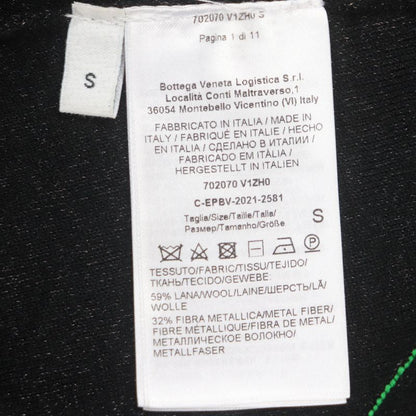 S
702070 V1ZH0 S
Pagina 1 di 11
Bottega Veneta Logistica S.r.l.
Località Conti Maltraverso,1
36054 Montebello Vicentino (VI) Italy
FABBRICATO IN ITALIA / MADE IN
ITALY / FABRIQUÉ EN ITALIE / HECHO
EN ITALIA / СДЕЛАНО В ИТАЛИИ /
FABRICADO EM ITÁLIA /
HERGESTELLT IN ITALIEN
702070 V1ZH0
C-EPBV-2021-2581
Taglia/Size/Taille/Talla/
Размер/Tamanho/Größe
S
TESSUTO/FABRIC/TISSU/TEJIDO/
ТКАНЬ/TECIDO/GEWEBE:
59% LANA/WOOL/LAINE/ШЕРСТЬ/LÃ/
WOLLE
32% FIBRA METALLICA/METAL FIBER/
FIBRE MÉTALLIQUE/FIBRA DE METAL/
МЕТАЛЛИЧЕСКОЕ ВОЛОКНО/
METALLFASER